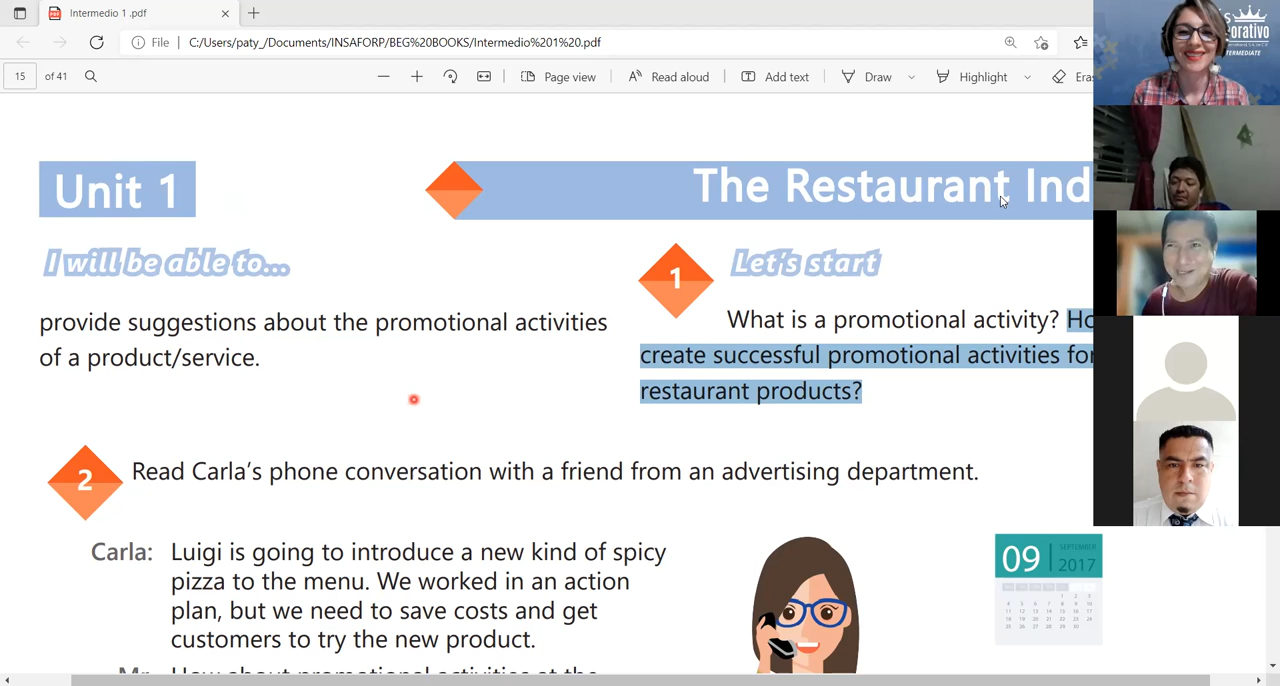 Intermedio 1 .pdf
File
C:/Users/paty_/Documents/INSAFORP/BEG%20BOOKS/Intermedio%201%20.pdf
15 of 41
Page view
Read aloud
Add text
Draw
Highlight
orativo
Unit 1
The Restaurant Ind
I will be able to...
provide suggestions about the promotional activities
of a product/service.
1
Let's start
What is a promotional activity?
create successful promotional activities for
restaurant products?
2
Read Carla's phone conversation with a friend from an advertising department.
Carla: Luigi is going to introduce a new kind of spicy
pizza to the menu. We worked in an action
plan, but we need to save costs and get
customers to try the new product.
09
SEPTEMBER
2017